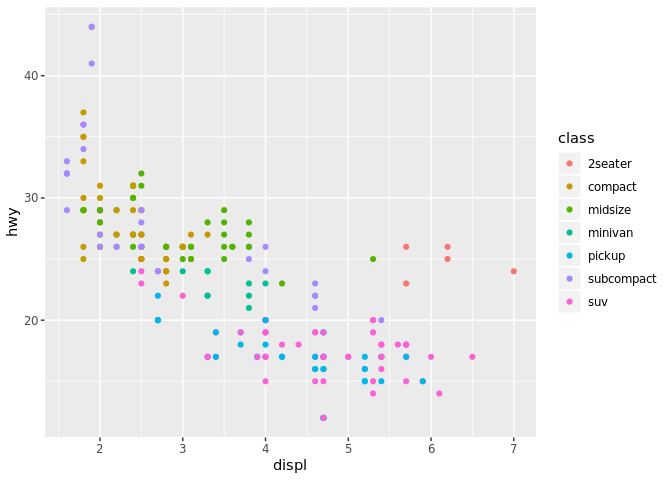 hwy
40
30
20
2
3
4
5
6
7
displ
class
2seater
compact
midsize
minivan
pickup
subcompact
suv